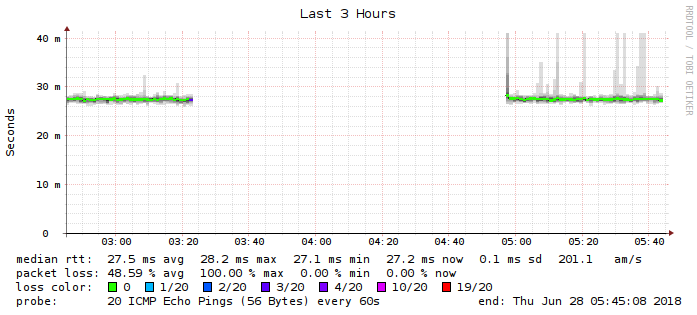 Last 3 Hours
RRDTOOL / TOBI OETIKER
Seconds
40 m
30 m
20 m
10 m
0
03:00 03:20 03:40 04:00 04:20 04:40 05:00 05:20 05:40
median rtt: 27.5 ms avg 28.2 ms max 27.1 ms min 27.2 ms now 0.1 ms sd 201.1 am/s
packet loss: 48.59 % avg 100.00 % max 0.00 % min 0.00 % now
loss color: 0 1/20 2/20 3/20 4/20 10/20 19/20
probe: 20 ICMP Echo Pings (56 Bytes) every 60s end: Thu Jun 28 05:45:08 2018